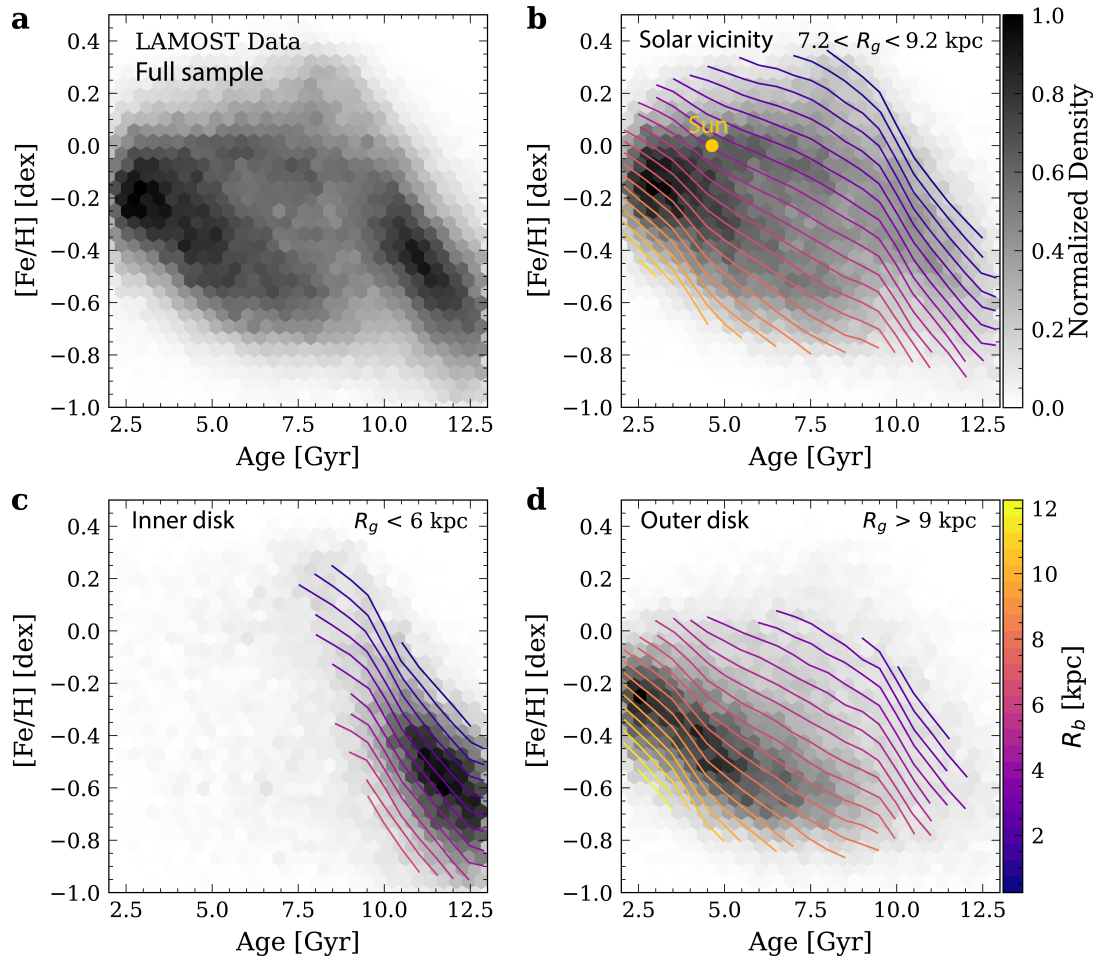 a
LAMOST Data
Full sample
0.4
0.2
0.0
−0.2
−0.4
−0.6
−0.8
−1.0
[Fe/H] [dex]
2.5 5.0 7.5 10.0 12.5
Age [Gyr]
b
Solar vicinity 7.2 < Rg < 9.2 kpc
Sun
0.4
0.2
0.0
−0.2
−0.4
−0.6
−0.8
−1.0
[Fe/H] [dex]
2.5 5.0 7.5 10.0 12.5
Age [Gyr]
1.0
0.8
0.6
0.4
0.2
0.0
Normalized Density
c
Inner disk Rg < 6 kpc
0.4
0.2
0.0
−0.2
−0.4
−0.6
−0.8
−1.0
[Fe/H] [dex]
2.5 5.0 7.5 10.0 12.5
Age [Gyr]
d
Outer disk Rg > 9 kpc
0.4
0.2
0.0
−0.2
−0.4
−0.6
−0.8
−1.0
[Fe/H] [dex]
2.5 5.0 7.5 10.0 12.5
Age [Gyr]
12
10
8
6
4
2
Rb [kpc]